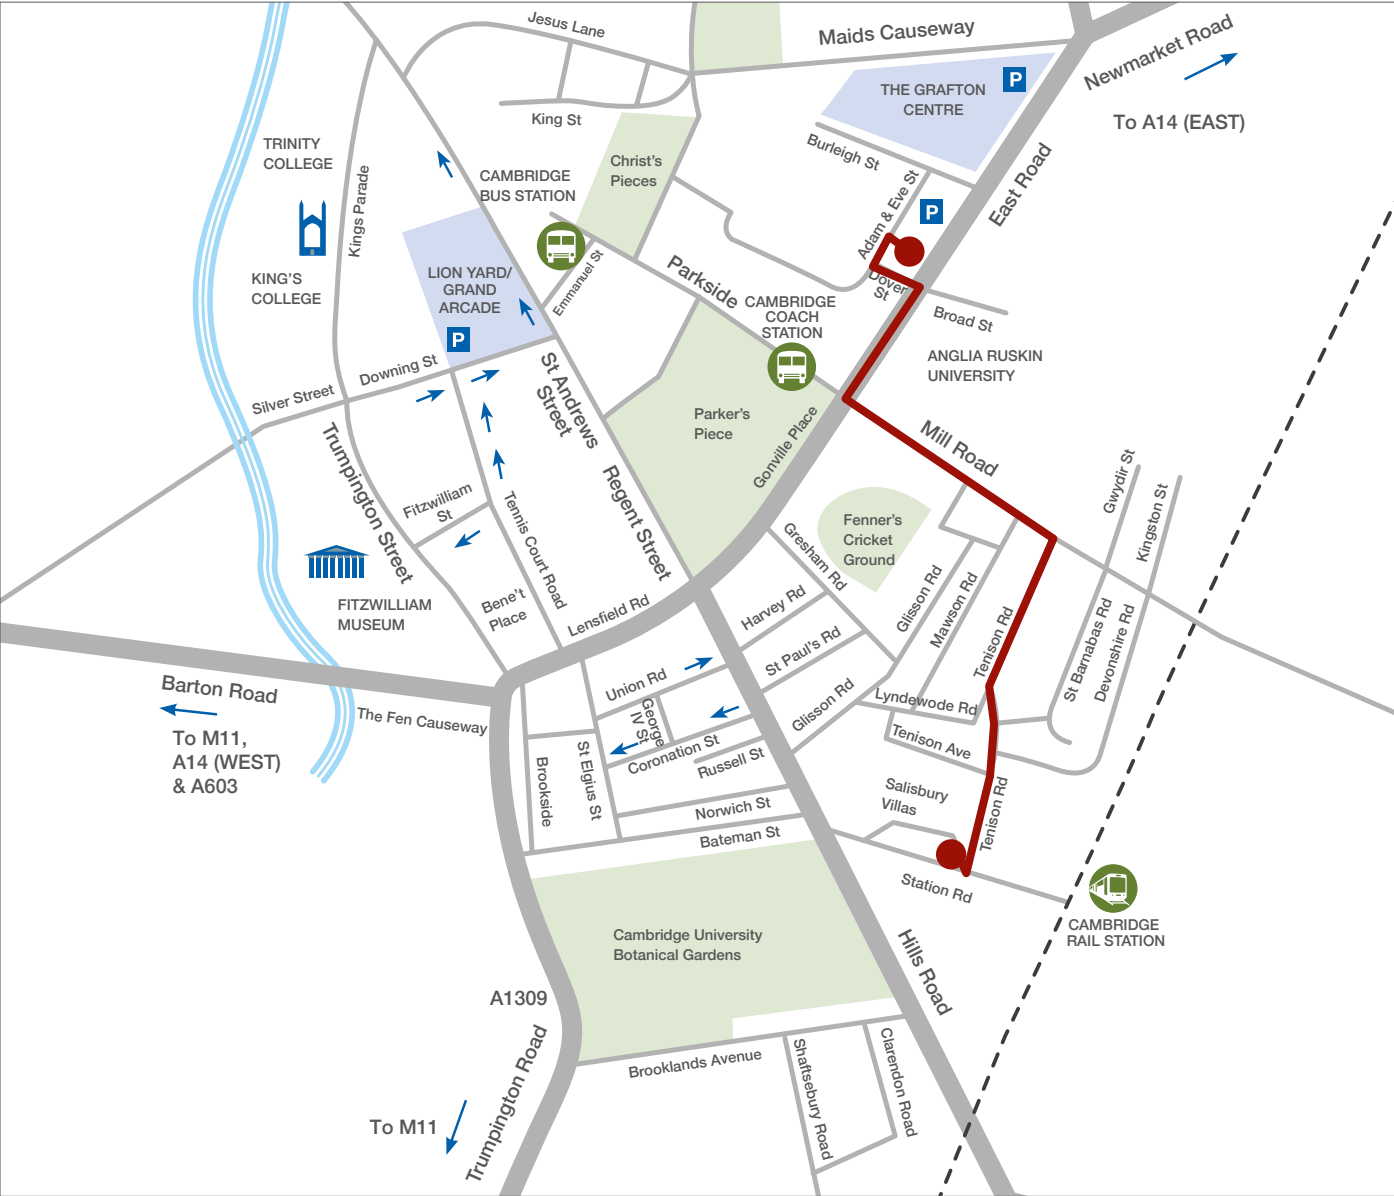 Jesus Lane
Maids Causeway
Newmarket Road
To A14 (EAST)
THE GRAFTON
CENTRE
P
King St
Burleigh St
East Road
TRINITY
COLLEGE
Kings Parade
CAMBRIDGE
BUS STATION
Christ's
Pieces
Adam & Eve St
P
KING'S
COLLEGE
LION YARD/
GRAND
ARCADE
P
Emmanuel St
Parkside
Dover
St
CAMBRIDGE
COACH
STATION
Broad St
ANGLIA RUSKIN
UNIVERSITY
Silver Street
Downing St
St Andrews
Street
Parker's
Piece
Gonville Place
Mill Road
Trumpington Street
Regent Street
Gwydir St
Kingston St
Fitzwilliam
St
Tennis Court Road
Fenner's
Cricket
Ground
Gresham Rd
FITZWILLIAM
MUSEUM
Bene't
Place
Lensfield Rd
Harvey Rd
Glisson Rd
Mawson Rd
Tenison Rd
St Barnabas Rd
Devonshire Rd
St Paul's Rd
Barton Road
The Fen Causeway
To M11,
A14 (WEST)
& A603
Union Rd
George
IV St
Glisson Rd
Lyndewode Rd
Tenison Ave
Coronation St
Russell St
Brookside
St Elgius St
Norwich St
Bateman St
Salisbury
Villas
Tenison Rd
Station Rd
CAMBRIDGE
RAIL STATION
Cambridge University
Botanical Gardens
Hills Road
A1309
Trumpington Road
To M11
Brooklands Avenue
Shaftsebury Road
Clarendon Road